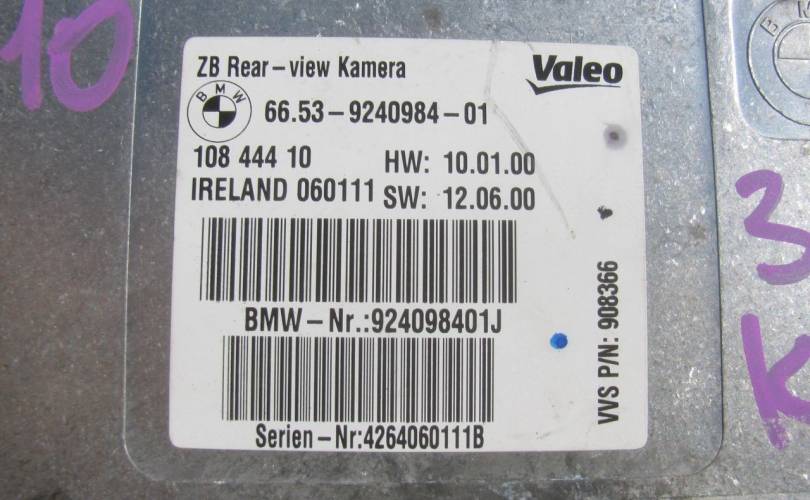 10
ZB Rear-view Kamera
Valeo
BMW
66.53-9240984-01
108 444 10
HW: 10.01.00
IRELAND 060111
SW: 12.06.00
BMW-Nr.:924098401J
Serien-Nr:4264060111B
VVS P/N: 908366
3
K